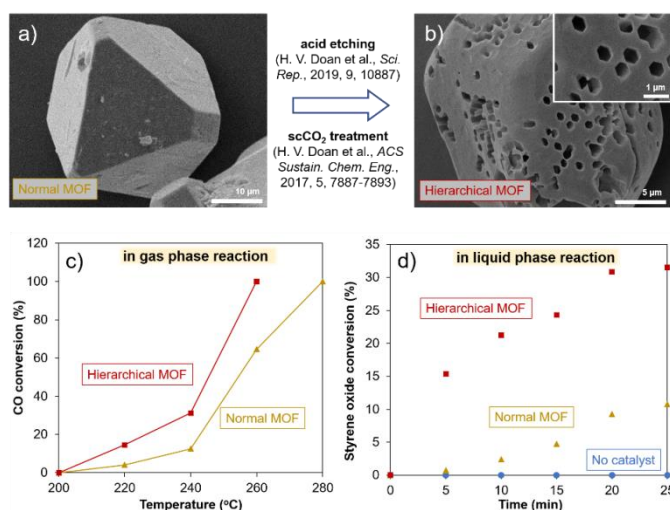 a)
Normal MOF
10 µm
acid etching
(H. V. Doan et al., Sci.
Rep., 2019, 9, 10887)
scCO₂ treatment
(H. V. Doan et al., ACS
Sustain. Chem. Eng.,
2017, 5, 7887-7893)
b)
1 µm
Hierarchical MOF
5 µm
c)
in gas phase reaction
CO conversion (%)
120
100
80
60
40
20
0
Hierarchical MOF
Normal MOF
200
220
240
260
280
Temperature (oC)
d)
in liquid phase reaction
Styrene oxide conversion (%)
35
30
25
20
15
10
5
0
Hierarchical MOF
Normal MOF
No catalyst
0
5
10
15
20
25
Time (min)